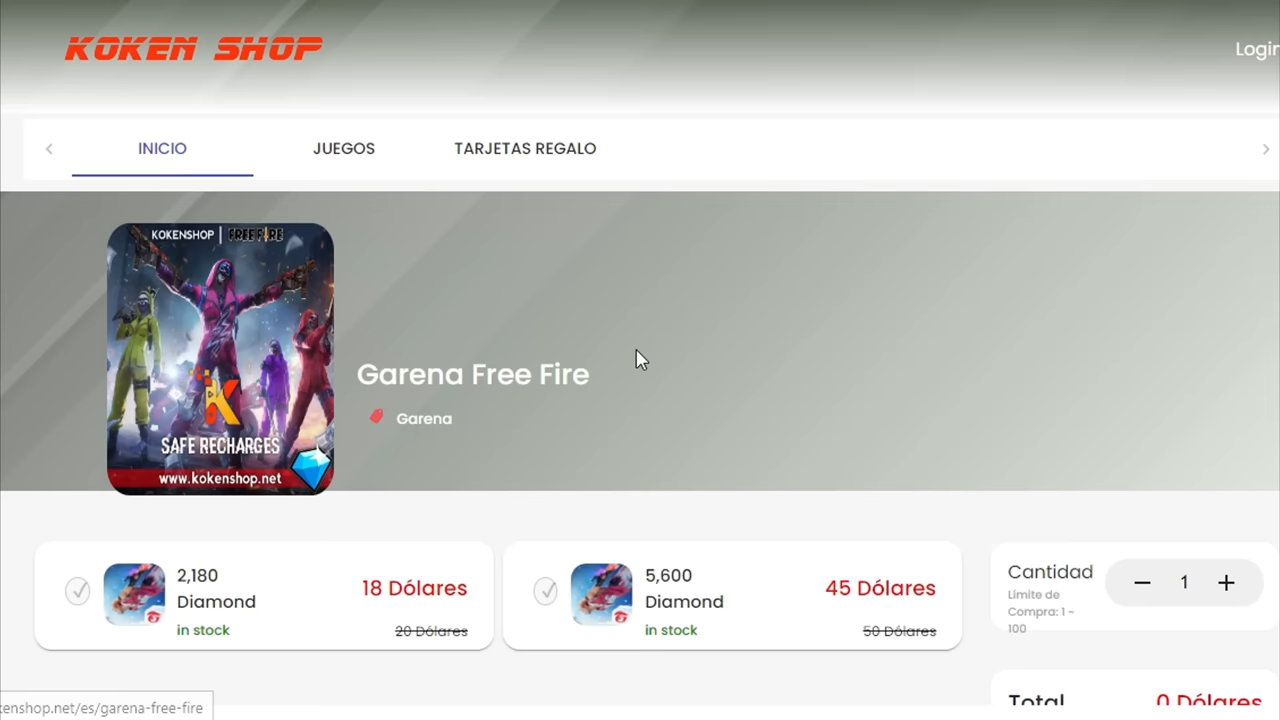 KOKEN SHOP
Login
INICIO
JUEGOS
TARJETAS REGALO
KOKENSHOP | FREE FIRE
SAFE RECHARGES
www.kokenshop.net
Garena Free Fire
Garena
2,180
Diamond
in stock
18 Dólares
20 Dólares
5,600
Diamond
in stock
45 Dólares
50 Dólares
Cantidad
Límite de
Compra: 1 -
100
1
Total
0 Dólares
kenshop.net/es/garena-free-fire